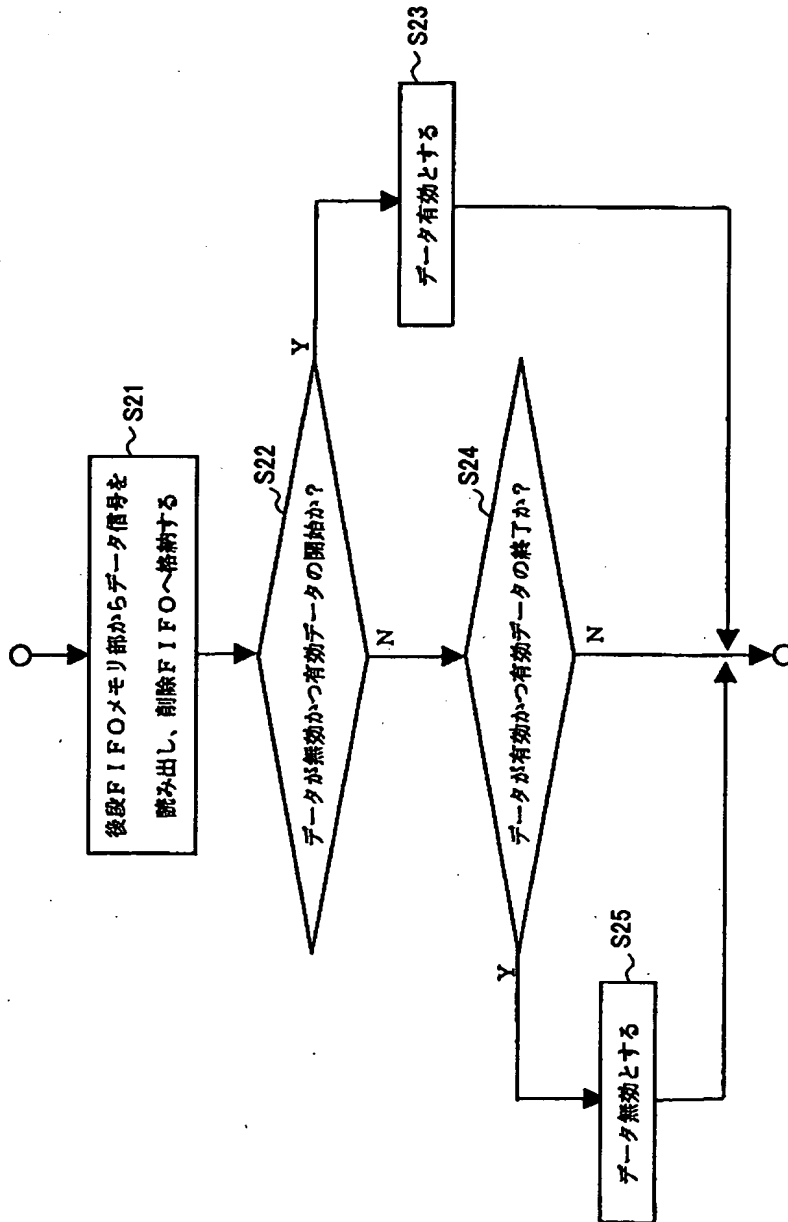 S21
後段FIFOメモリ部からデータ信号を
読み出し、削除FIFOへ格納する
S22
データが無効かつ有効データの開始か？
Y
N
S23
データ有効とする
S24
データが有効かつ有効データの終了か？
Y
N
S25
データ無効とする